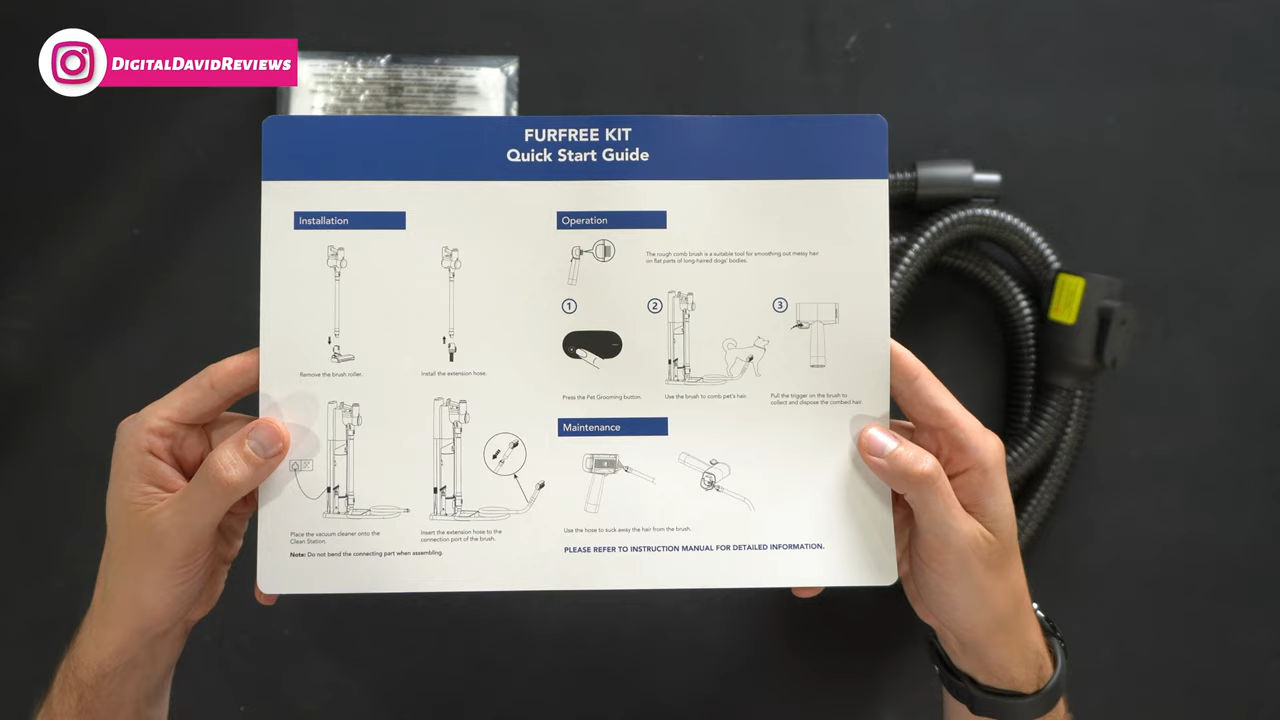 DIGITALDAVIDREVIEWS
FURFREE KIT
Quick Start Guide
Installation
Remove the brush roller.
Install the extension hose.
Place the vacuum cleaner onto the
Clean Station.
Insert the extension hose to the
connection port of the brush.
Note: Do not bend the connecting part when assembling.
Operation
The rough comb brush is a suitable tool for smoothing out messy hair
on flat parts of long-haired dogs' bodies.
1
2
3
Press the Pet Grooming button.
Use the brush to comb pet's hair
Pull the trigger on the brush to
collect and dispose the combed hair
Maintenance
Use the hose to suck away the hair from the brush.
PLEASE REFER TO INSTRUCTION MANUAL FOR DETAILED INFORMATION.